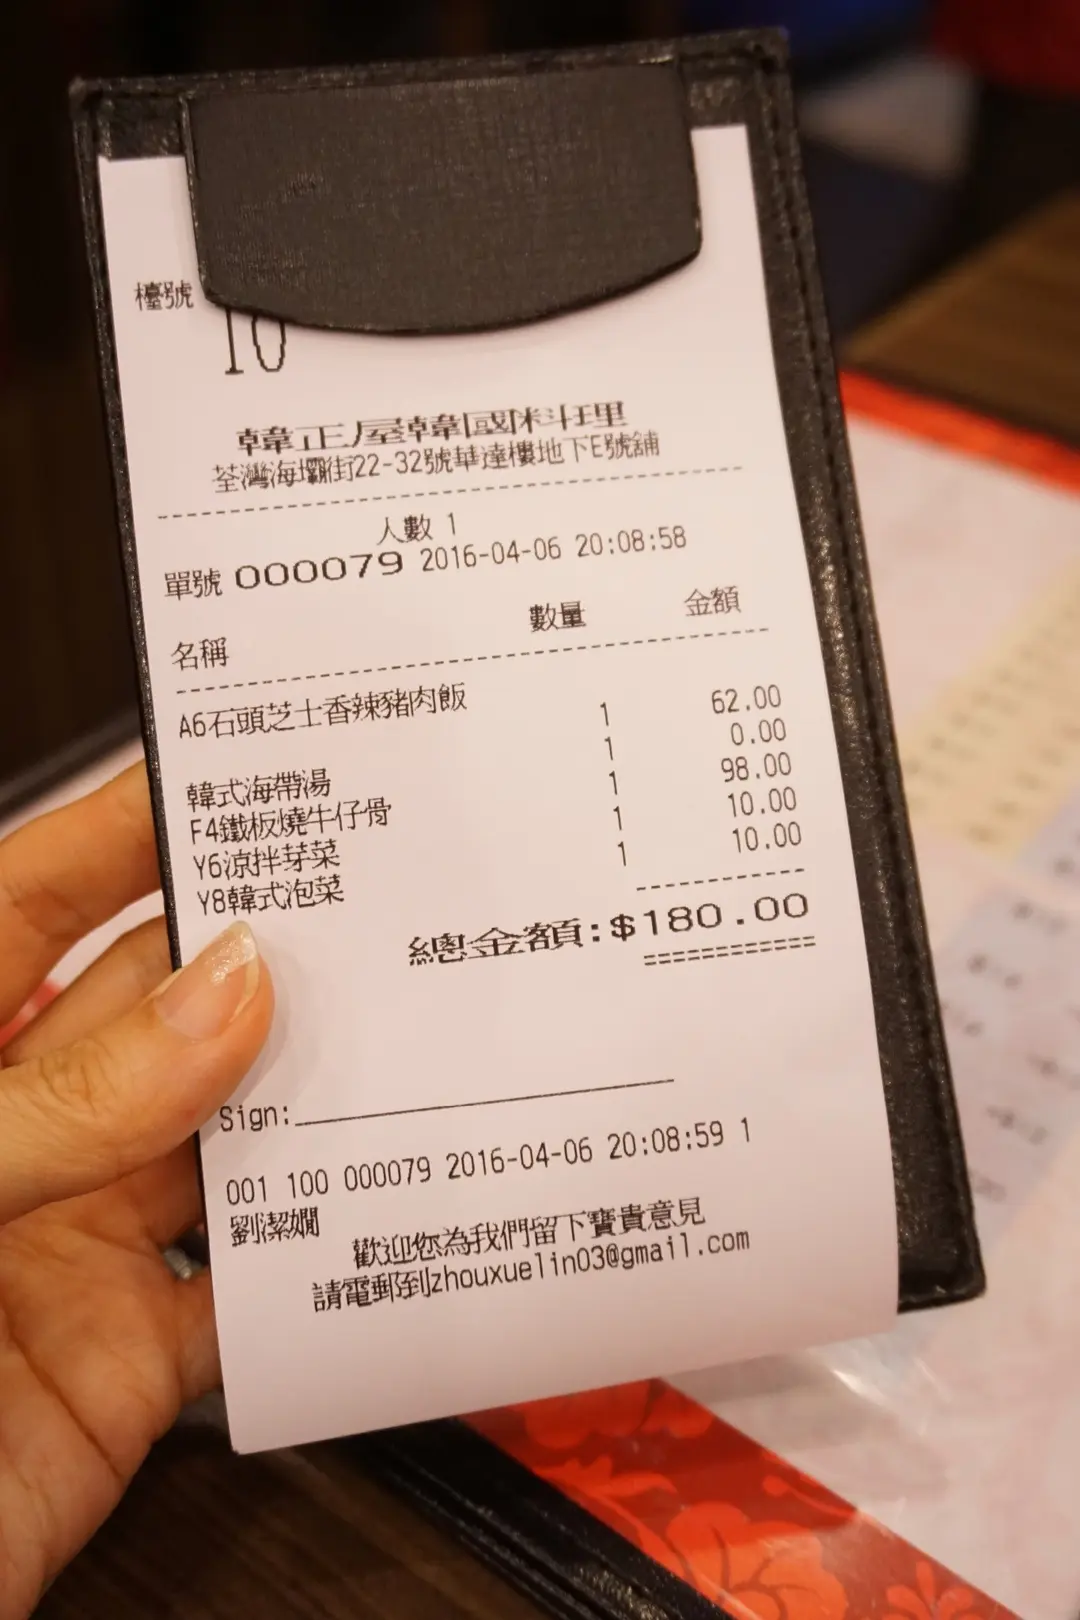 檯號
10
韓正屋韓國料理
荃灣海壩街22-32號華達樓地下E號舖
人數 1
單號 000079 2016-04-06 20:08:58
名稱 數量 金額
A6石頭芝士香辣豬肉飯 1 62.00
韓式海帶湯 1 0.00
F4鐵板燒牛仔骨 1 98.00
Y6涼拌芽菜 1 10.00
Y8韓式泡菜 1 10.00
總金額:$180.00
Sign:
001 100 000079 2016-04-06 20:08:59 1
劉潔嫺
歡迎您為我們留下寶貴意見
請電郵到zhouxuelin03@gmail.com